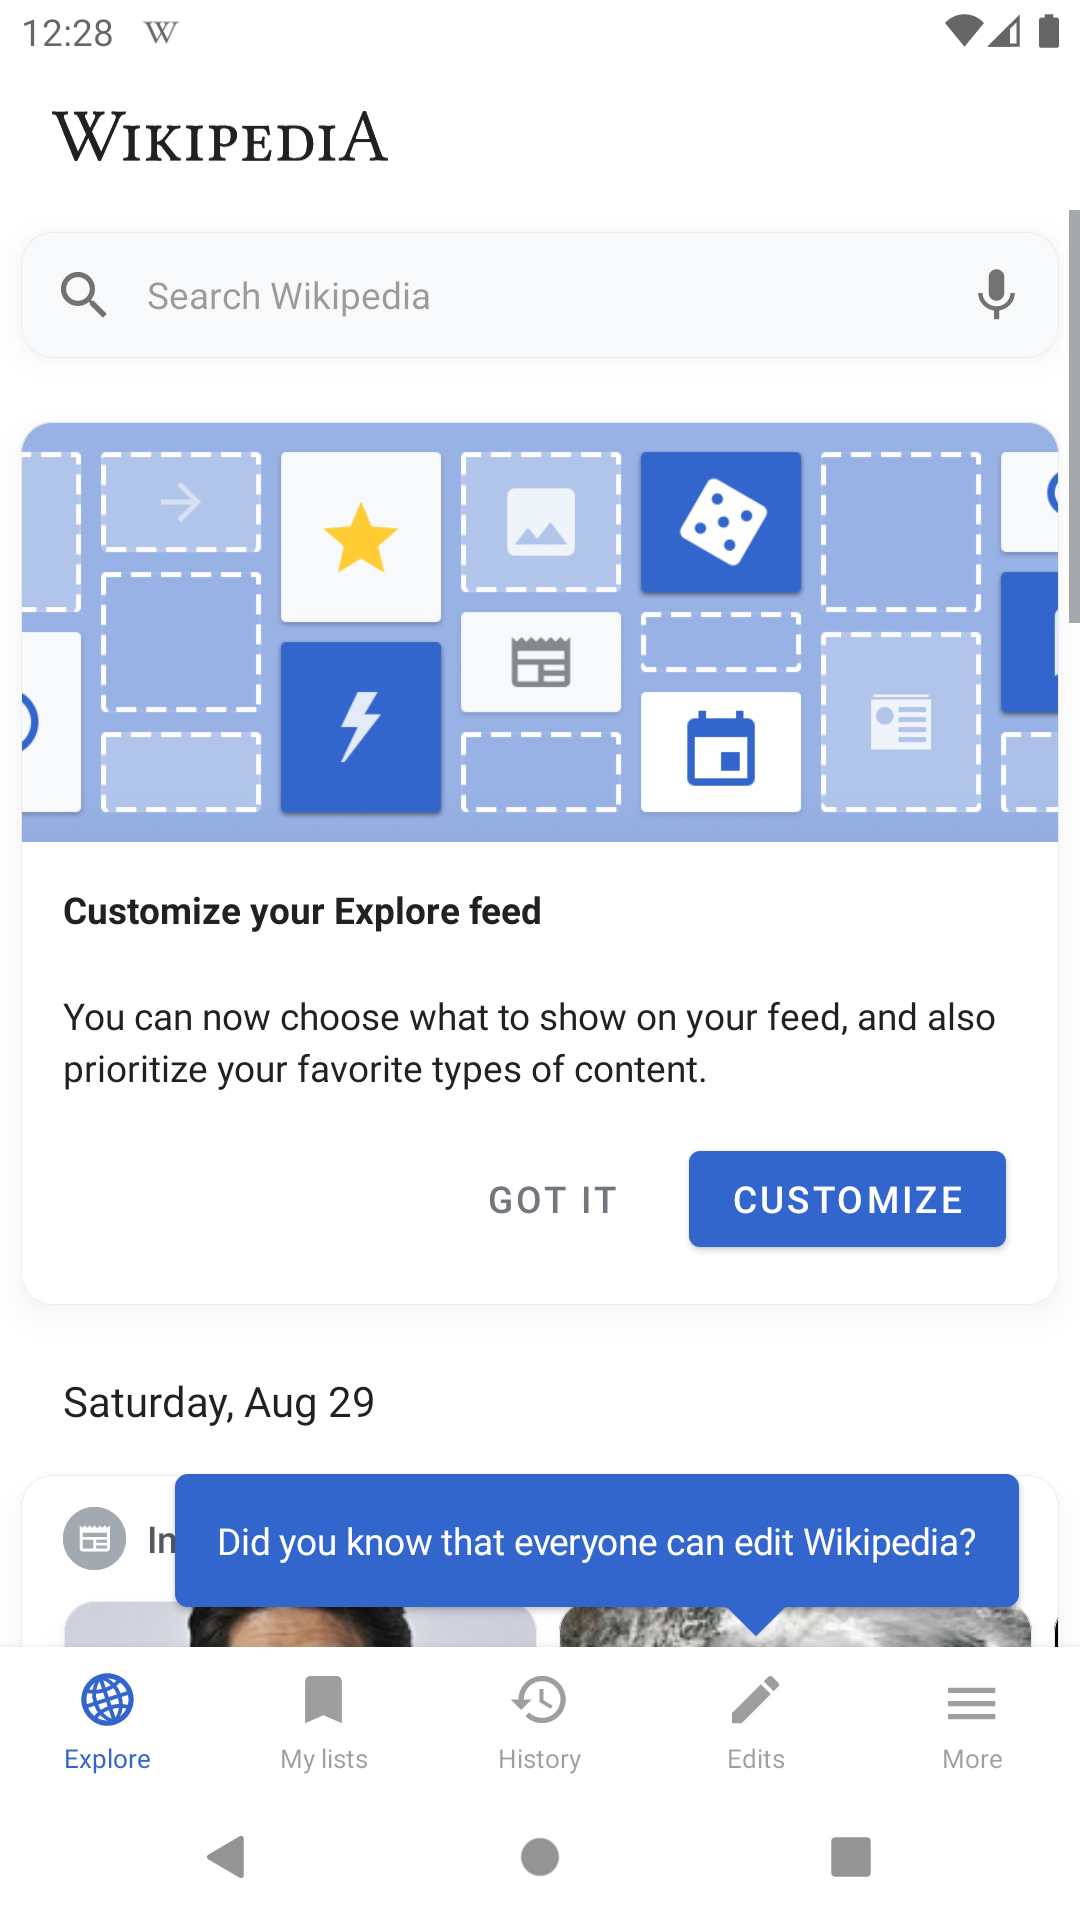 12:28 W
WIKIPEDIA
Search Wikipedia
Customize your Explore feed
You can now choose what to show on your feed, and also
prioritize your favorite types of content.
GOT IT CUSTOMIZE
Saturday, Aug 29
Did you know that everyone can edit Wikipedia?
Explore My lists History Edits More